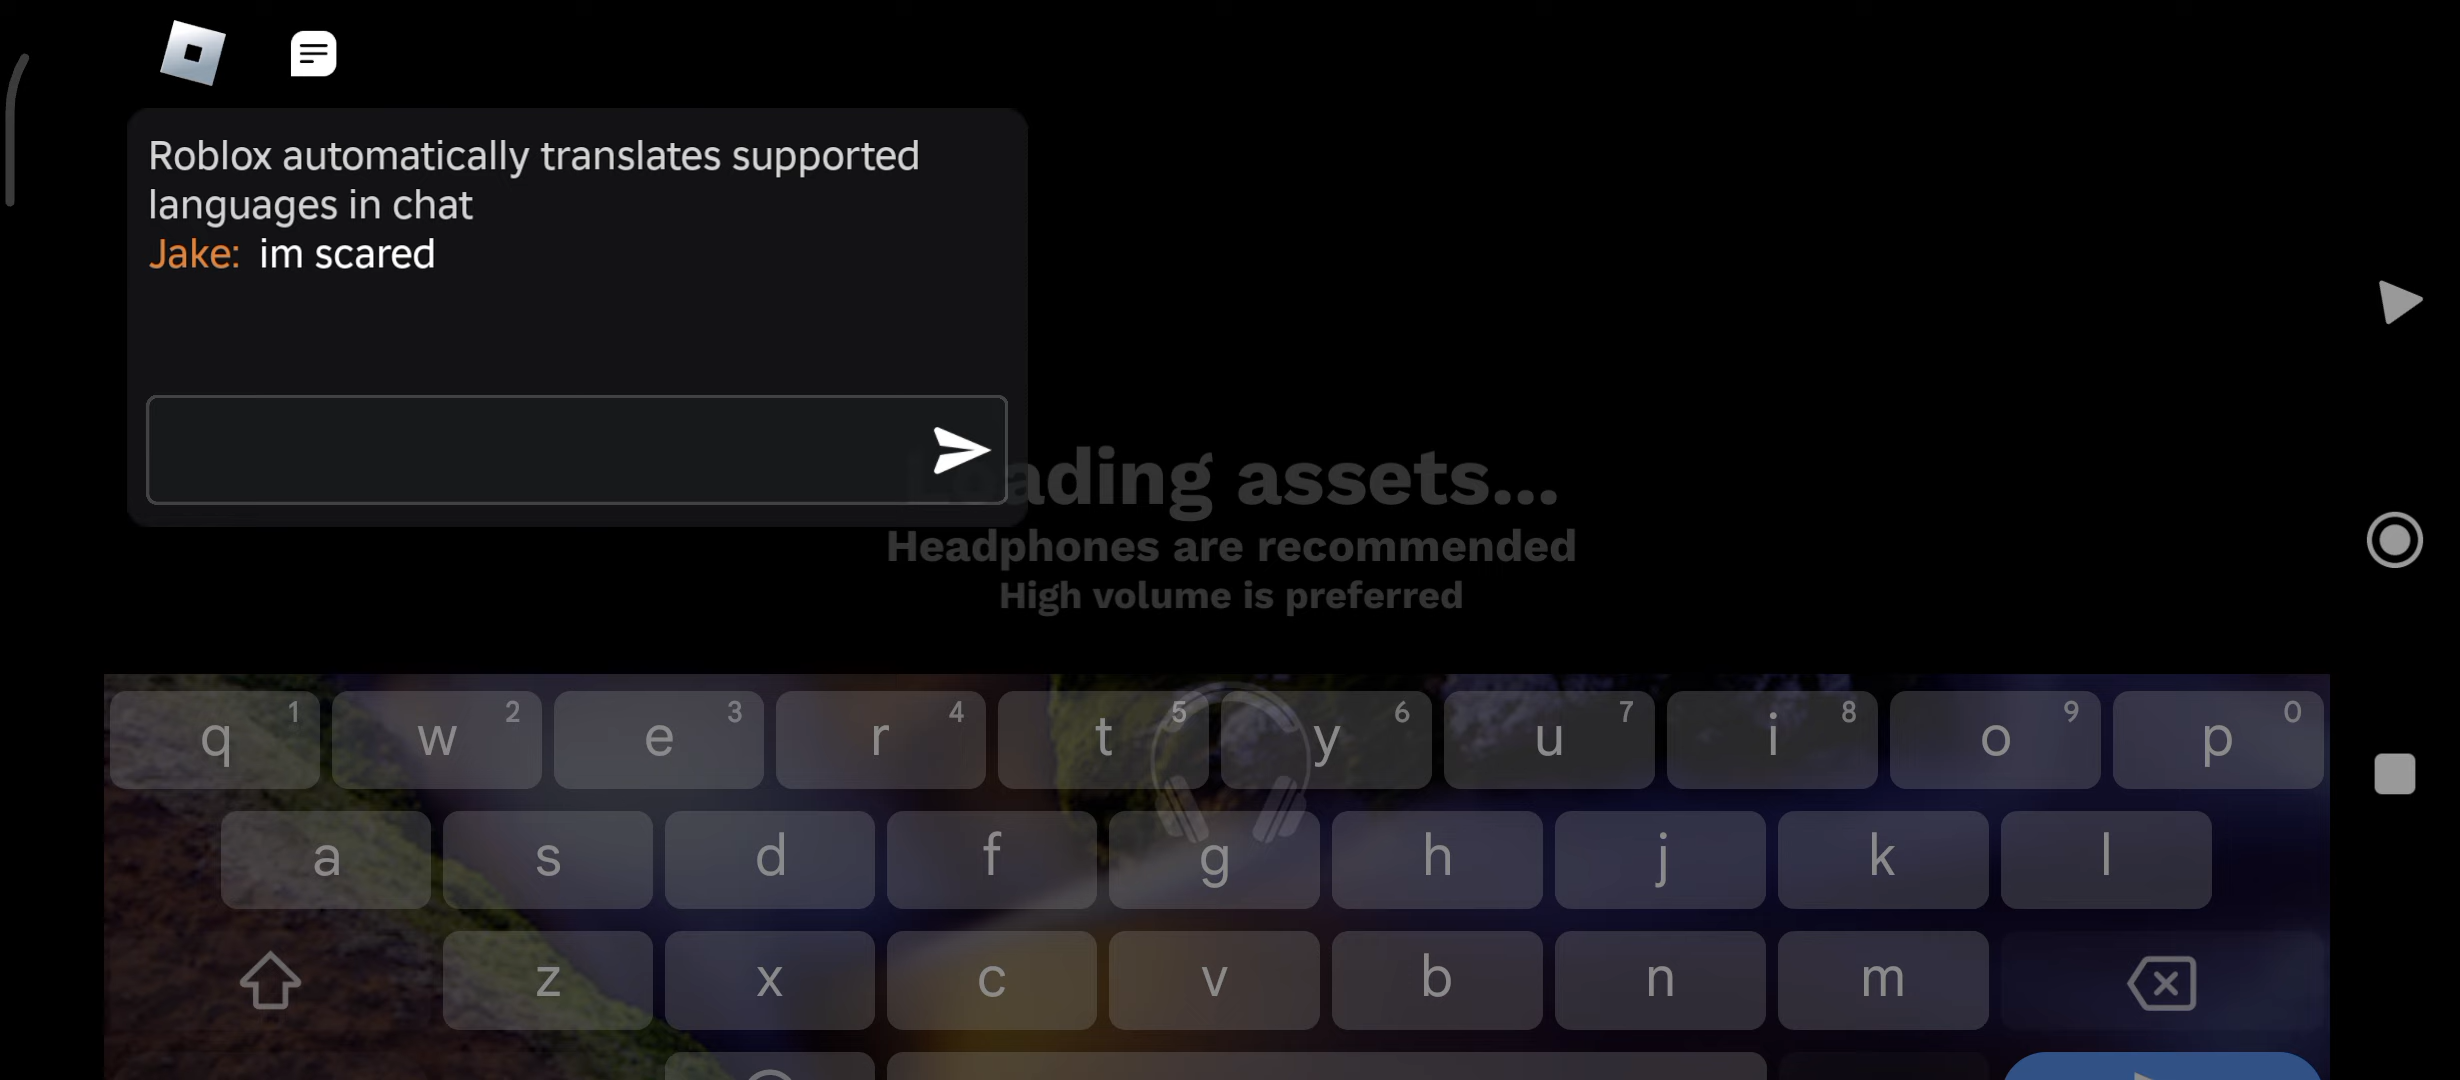 Roblox automatically translates supported
languages in chat
Jake: im scared
Loading assets...
Headphones are recommended
High volume is preferred
q 1 w 2 e 3 r 4 t 5 y 6 u 7 i 8 o 9 p 0
a s d f g h j k l
z x c v b n m